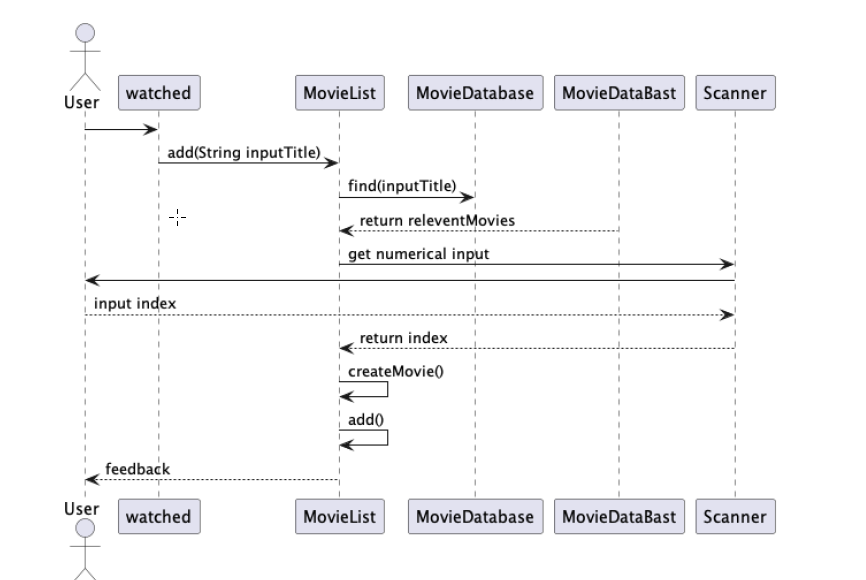 User
watched
MovieList
MovieDatabase
MovieDataBast
Scanner
add(String inputTitle)
find(inputTitle)
return releventMovies
get numerical input
input index
return index
createMovie()
add()
feedback
User
watched
MovieList
MovieDatabase
MovieDataBast
Scanner